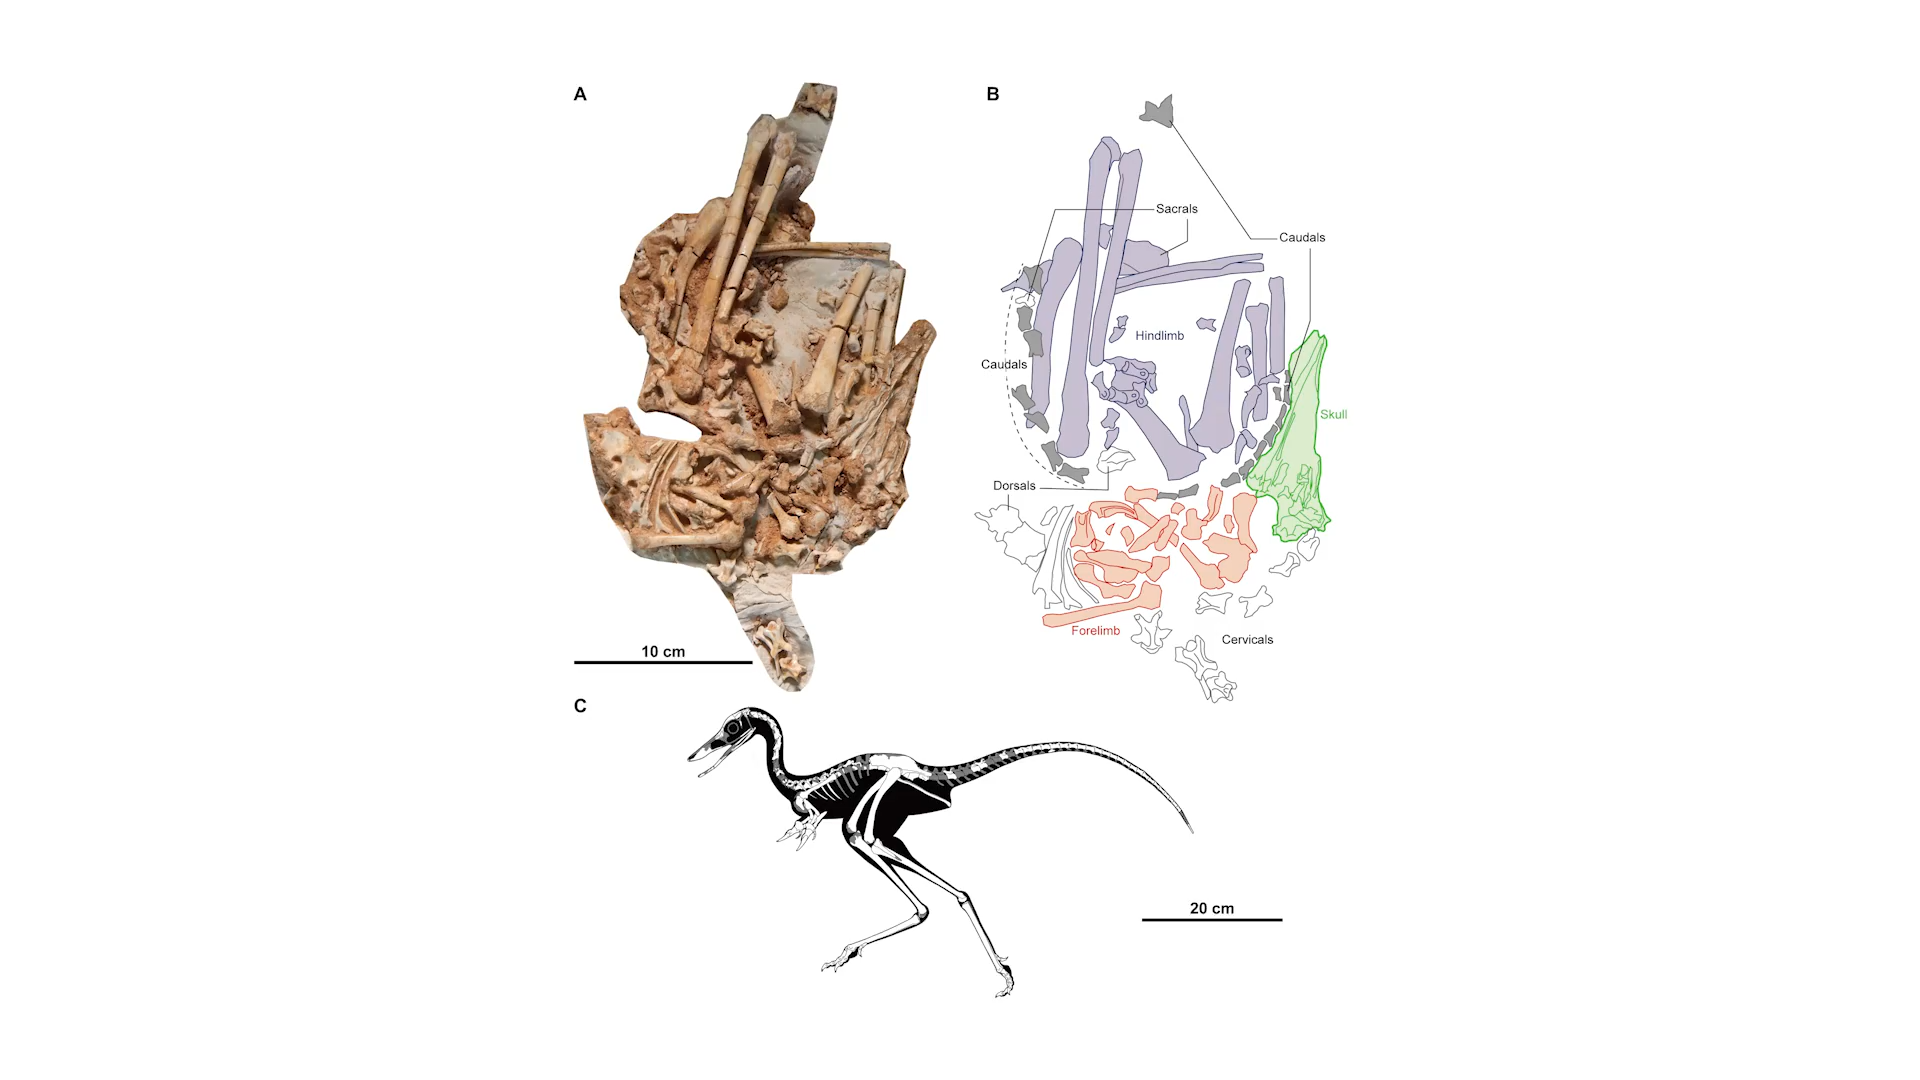 A
B
Sacrals
Caudals
Hindlimb
Caudals
Skull
Dorsals
Forelimb
Cervicals
10 cm
C
20 cm